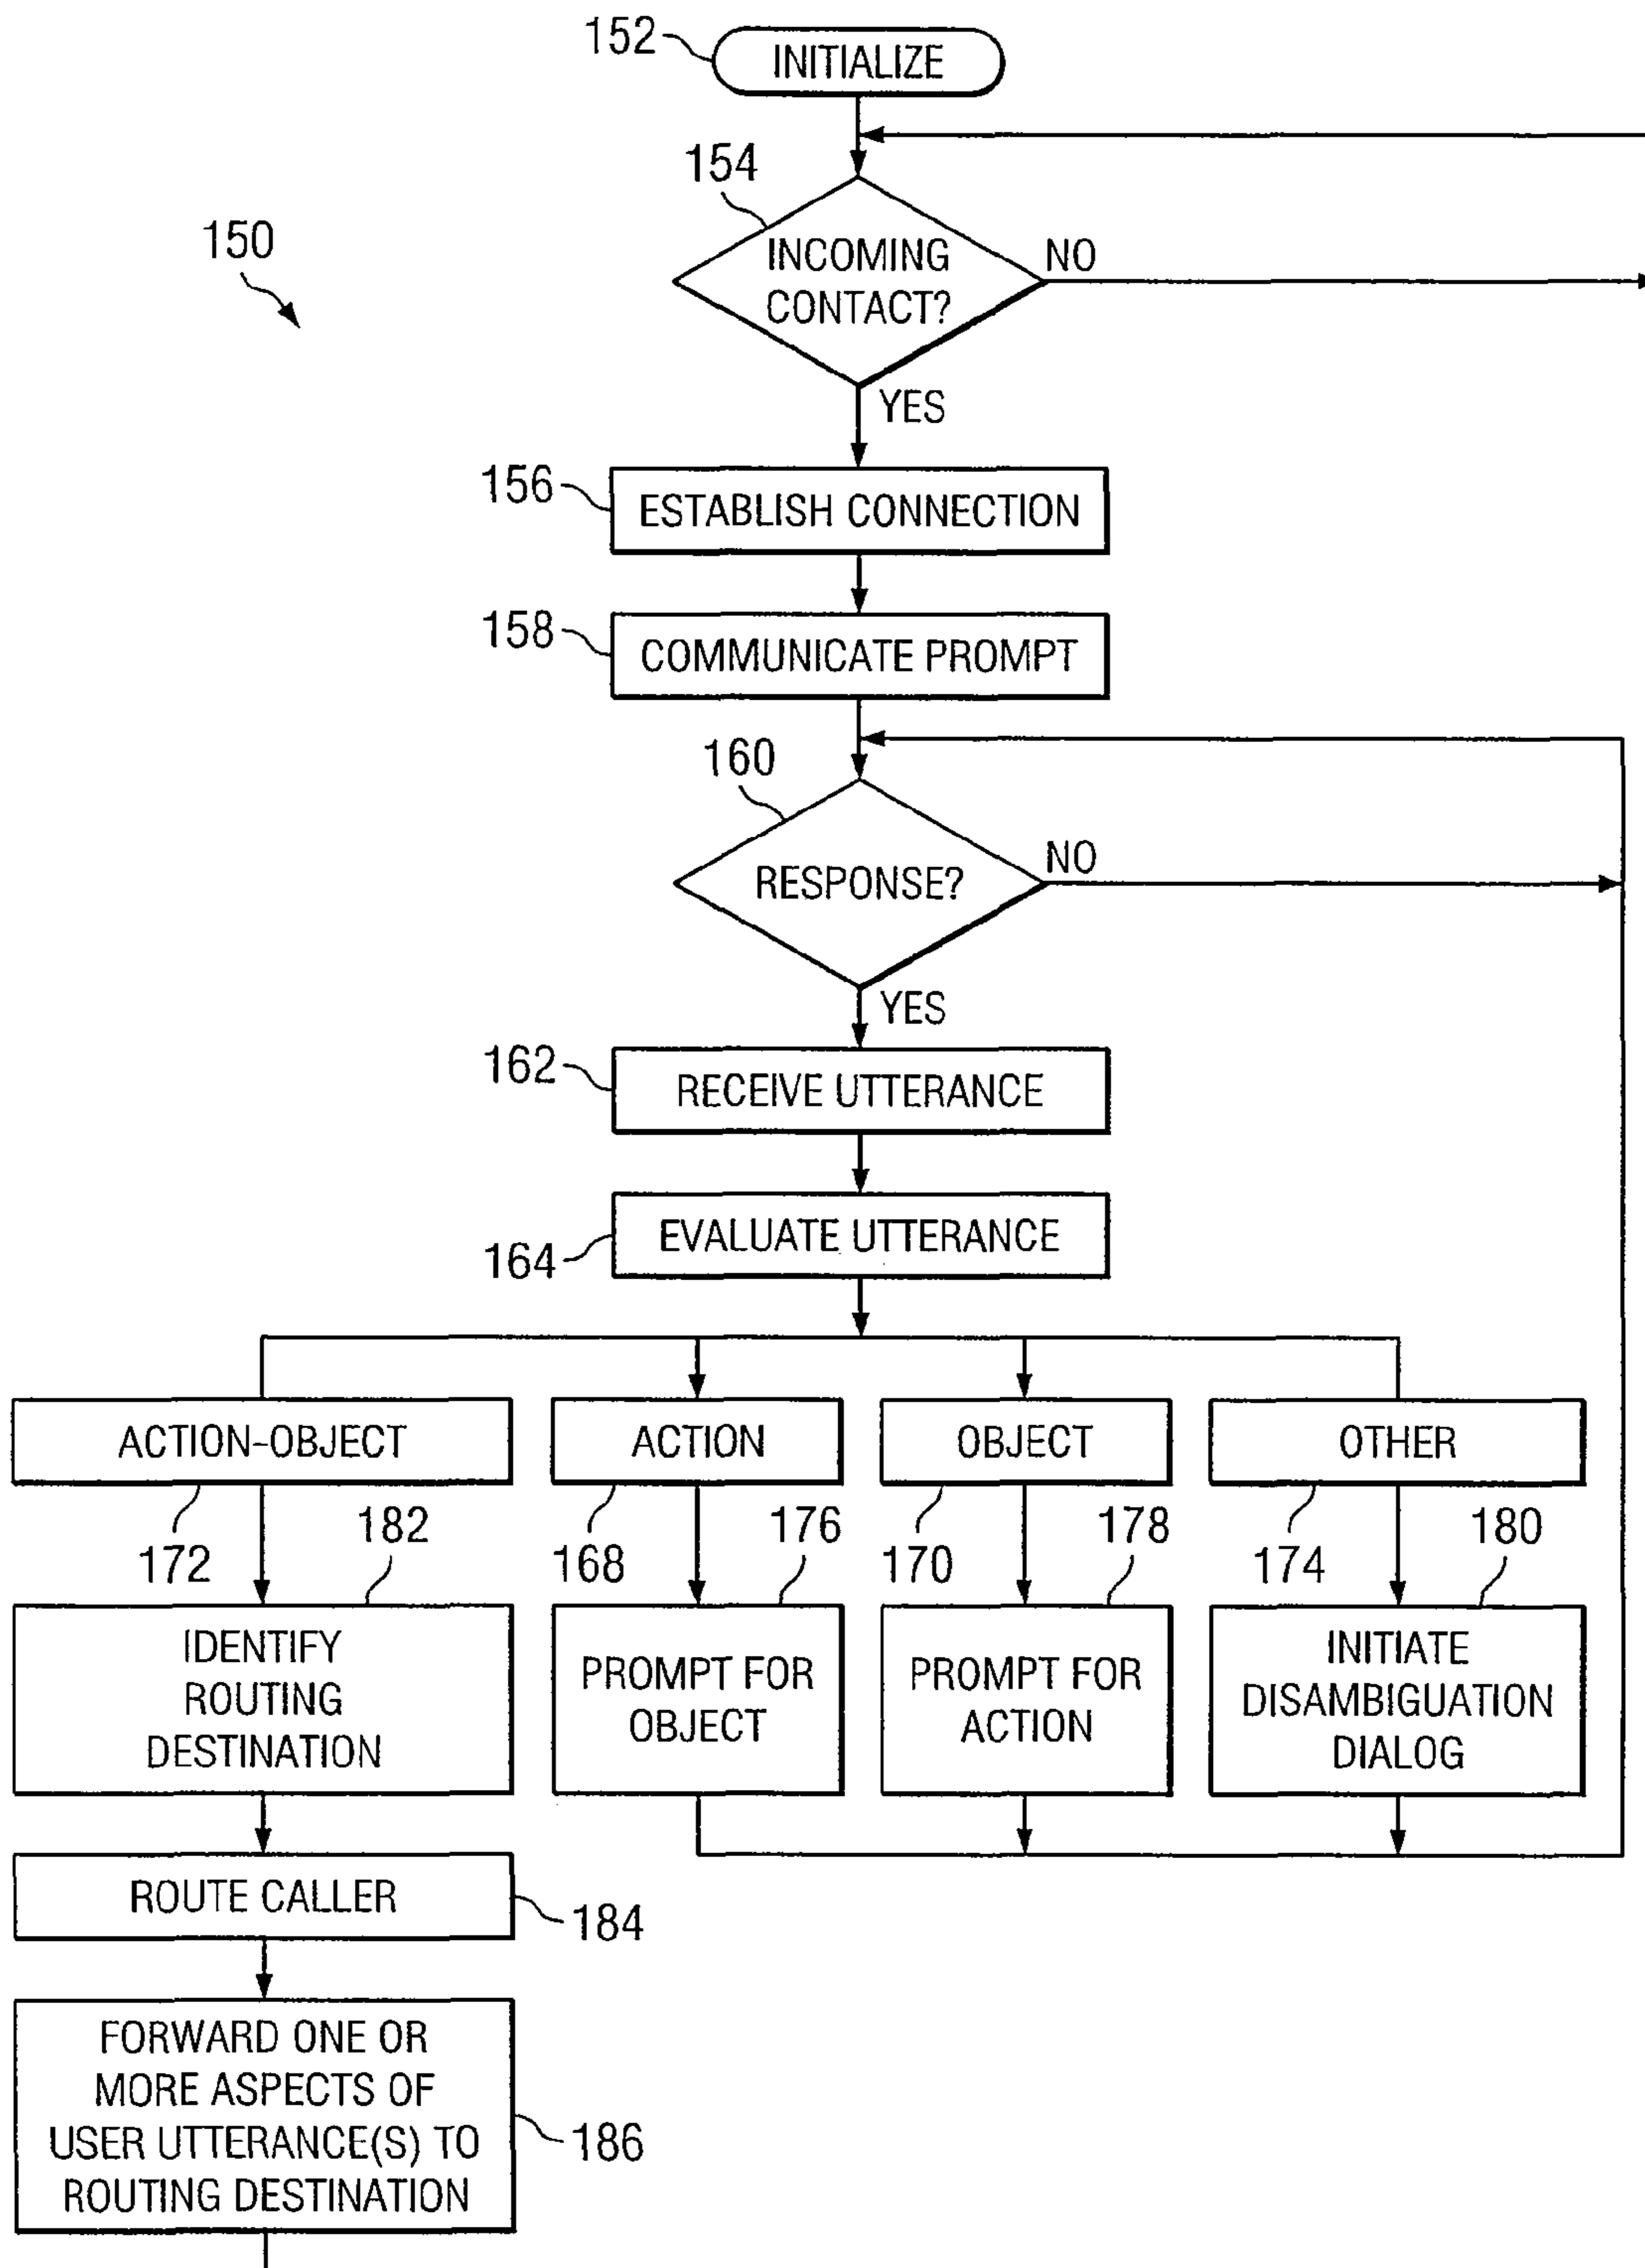 152
INITIALIZE
154
150
INCOMING
CONTACT?
NO
YES
156
ESTABLISH CONNECTION
158
COMMUNICATE PROMPT
160
RESPONSE?
NO
YES
162
RECEIVE UTTERANCE
164
EVALUATE UTTERANCE
ACTION-OBJECT
ACTION
OBJECT
OTHER
172
182
168
176
170
178
174
180
IDENTIFY
ROUTING
DESTINATION
PROMPT FOR
OBJECT
PROMPT FOR
ACTION
INITIATE
DISAMBIGUATION
DIALOG
ROUTE CALLER
184
FORWARD ONE OR
MORE ASPECTS OF
USER UTTERANCE(S) TO
ROUTING DESTINATION
186